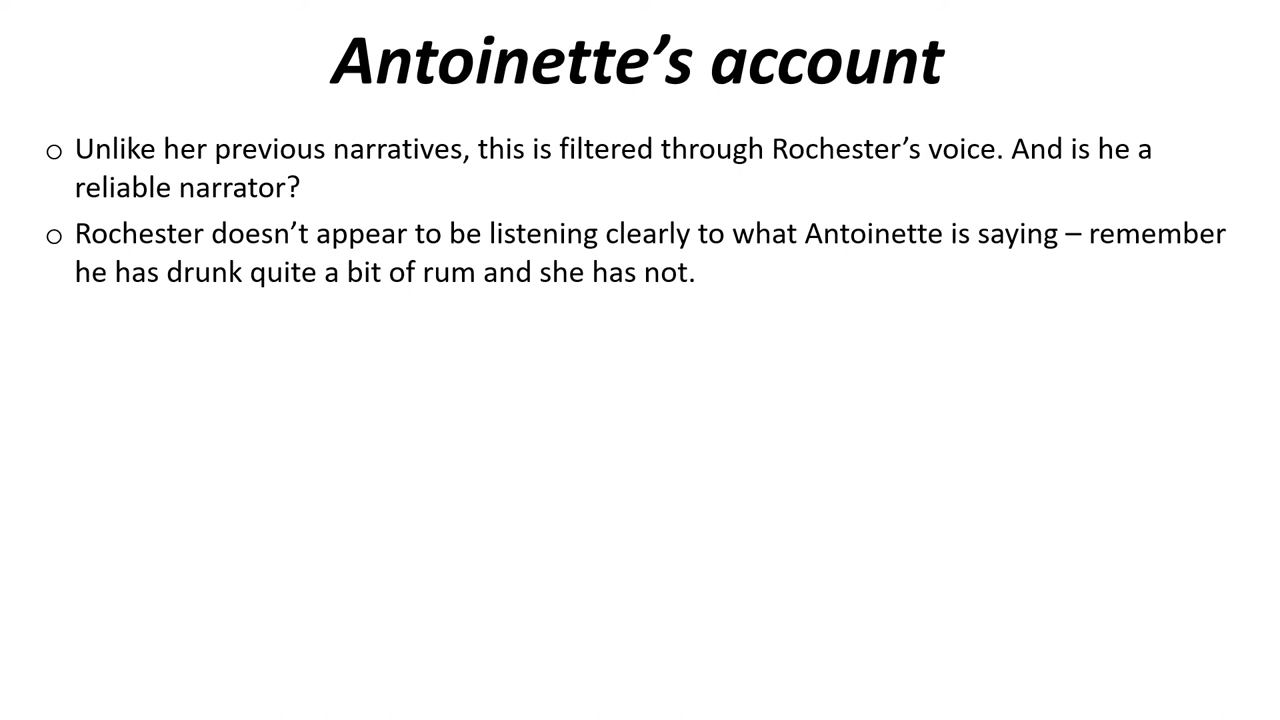 Antoinette’s account
o Unlike her previous narratives, this is filtered through Rochester’s voice. And is he a
reliable narrator?
o Rochester doesn’t appear to be listening clearly to what Antoinette is saying – remember
he has drunk quite a bit of rum and she has not.